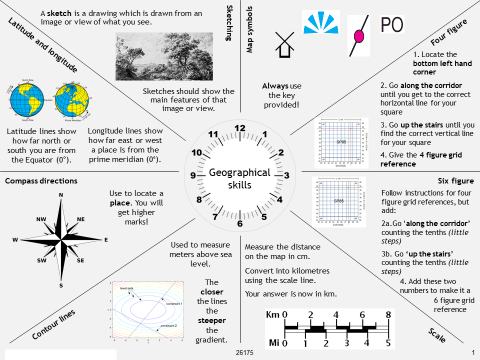 A sketch is a drawing which is drawn from an
image or view of what you see.
Sketching
Sketches should show the
main features of that
image or view.
Map symbols
PO
Always use
the key
provided!
Four figure
1. Locate the
bottom left hand
corner
2. Go along the corridor
until you get to the correct
horizontal line for your
square
3. Go up the stairs until you
find the correct vertical line
for your square
4. Give the 4 figure grid
reference
Six figure
Follow instructions for four
figure grid references, but
add:
2a.Go 'along the corridor'
counting the tenths (little
steps)
3b. Go 'up the stairs'
counting the tenths (little
steps)
4. Add these two
numbers to make it a
6 figure grid
reference
Scale
Measure the distance
on the map in cm.
Convert into kilometres
using the scale line.
Your answer is now in km.
Km 0 2 4 6 8
Mi 0 1 2 3 4 5
Contour lines
Used to measure
meters above sea
level.
The
closer
the lines
the
steeper
the
gradient.
Compass directions
N
NW NE
W E
SW SE
S
Use to locate a
place. You will
get higher
marks!
Latitude and longitude
Latitude lines show
how far north or
south you are from
the Equator (0°).
Longitude lines show
how far east or west
a place is from the
prime meridian (0°).
12
11 1
10 2
9 3
8 4
7 5
6
Geographical
skills
26175
1